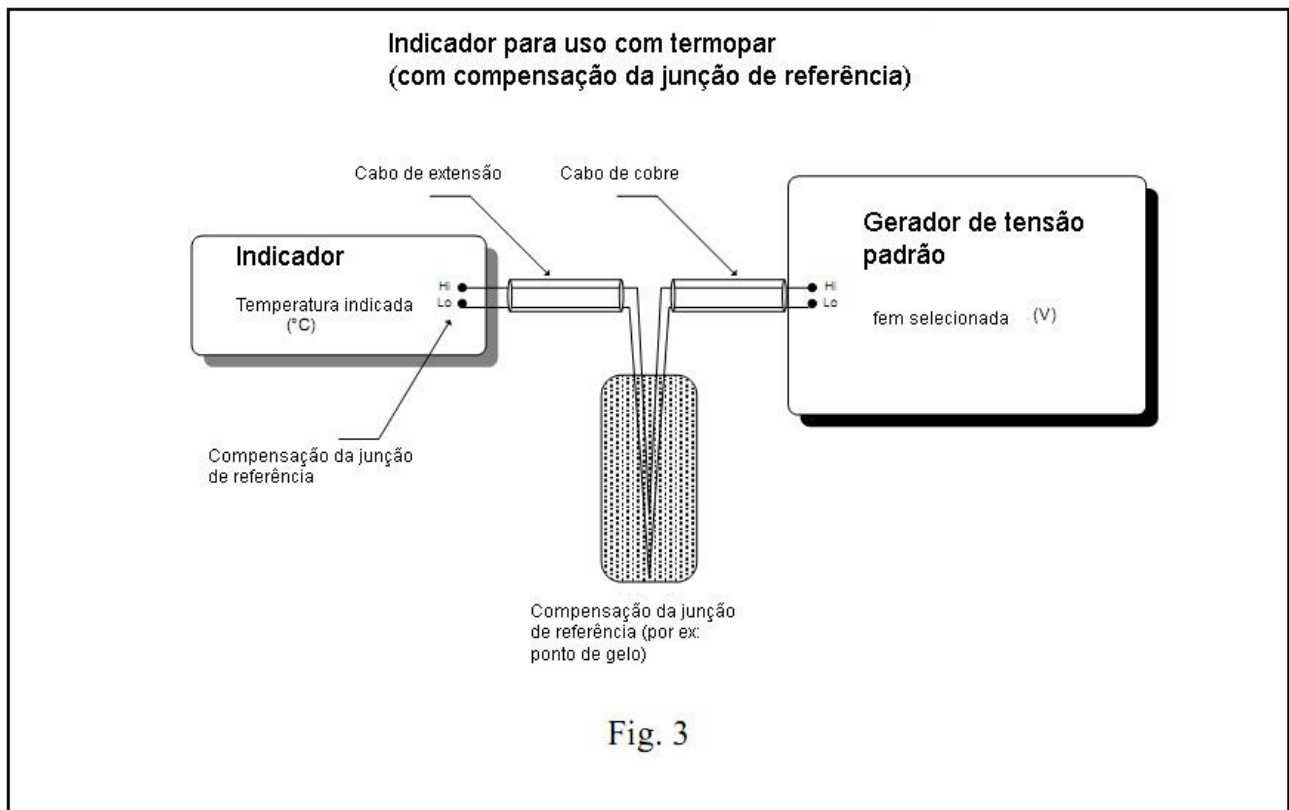 Indicador para uso com termopar
(com compensação da junção de referência)
Cabo de extensão
Cabo de cobre
Indicador
Temperatura indicada
(°C)
Hi
Lo
Hi
Lo
Gerador de tensão
padrão
fem selecionada . (V)
Compensação da junção
de referência
Compensação da junção
de referência (por ex:
ponto de gelo)
Fig. 3